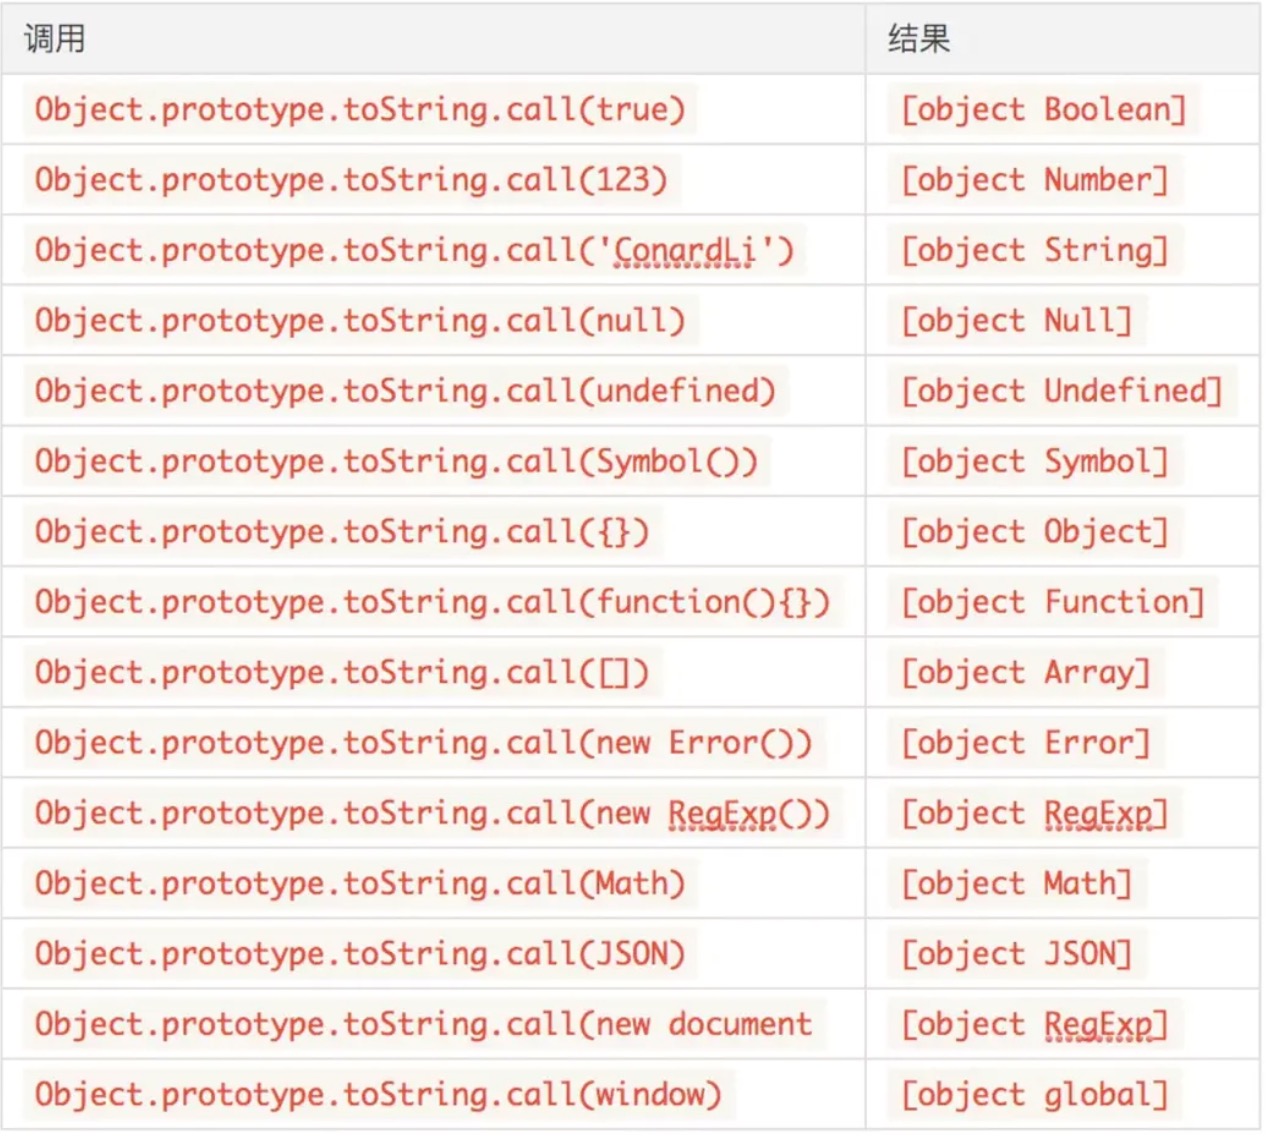 调用 结果
Object.prototype.toString.call(true) [object Boolean]
Object.prototype.toString.call(123) [object Number]
Object.prototype.toString.call('ConardLi') [object String]
Object.prototype.toString.call(null) [object Null]
Object.prototype.toString.call(undefined) [object Undefined]
Object.prototype.toString.call(Symbol()) [object Symbol]
Object.prototype.toString.call({}) [object Object]
Object.prototype.toString.call(function(){}) [object Function]
Object.prototype.toString.call([]) [object Array]
Object.prototype.toString.call(new Error()) [object Error]
Object.prototype.toString.call(new RegExp()) [object RegExp]
Object.prototype.toString.call(Math) [object Math]
Object.prototype.toString.call(JSON) [object JSON]
Object.prototype.toString.call(new document [object RegExp]
Object.prototype.toString.call(window) [object global]